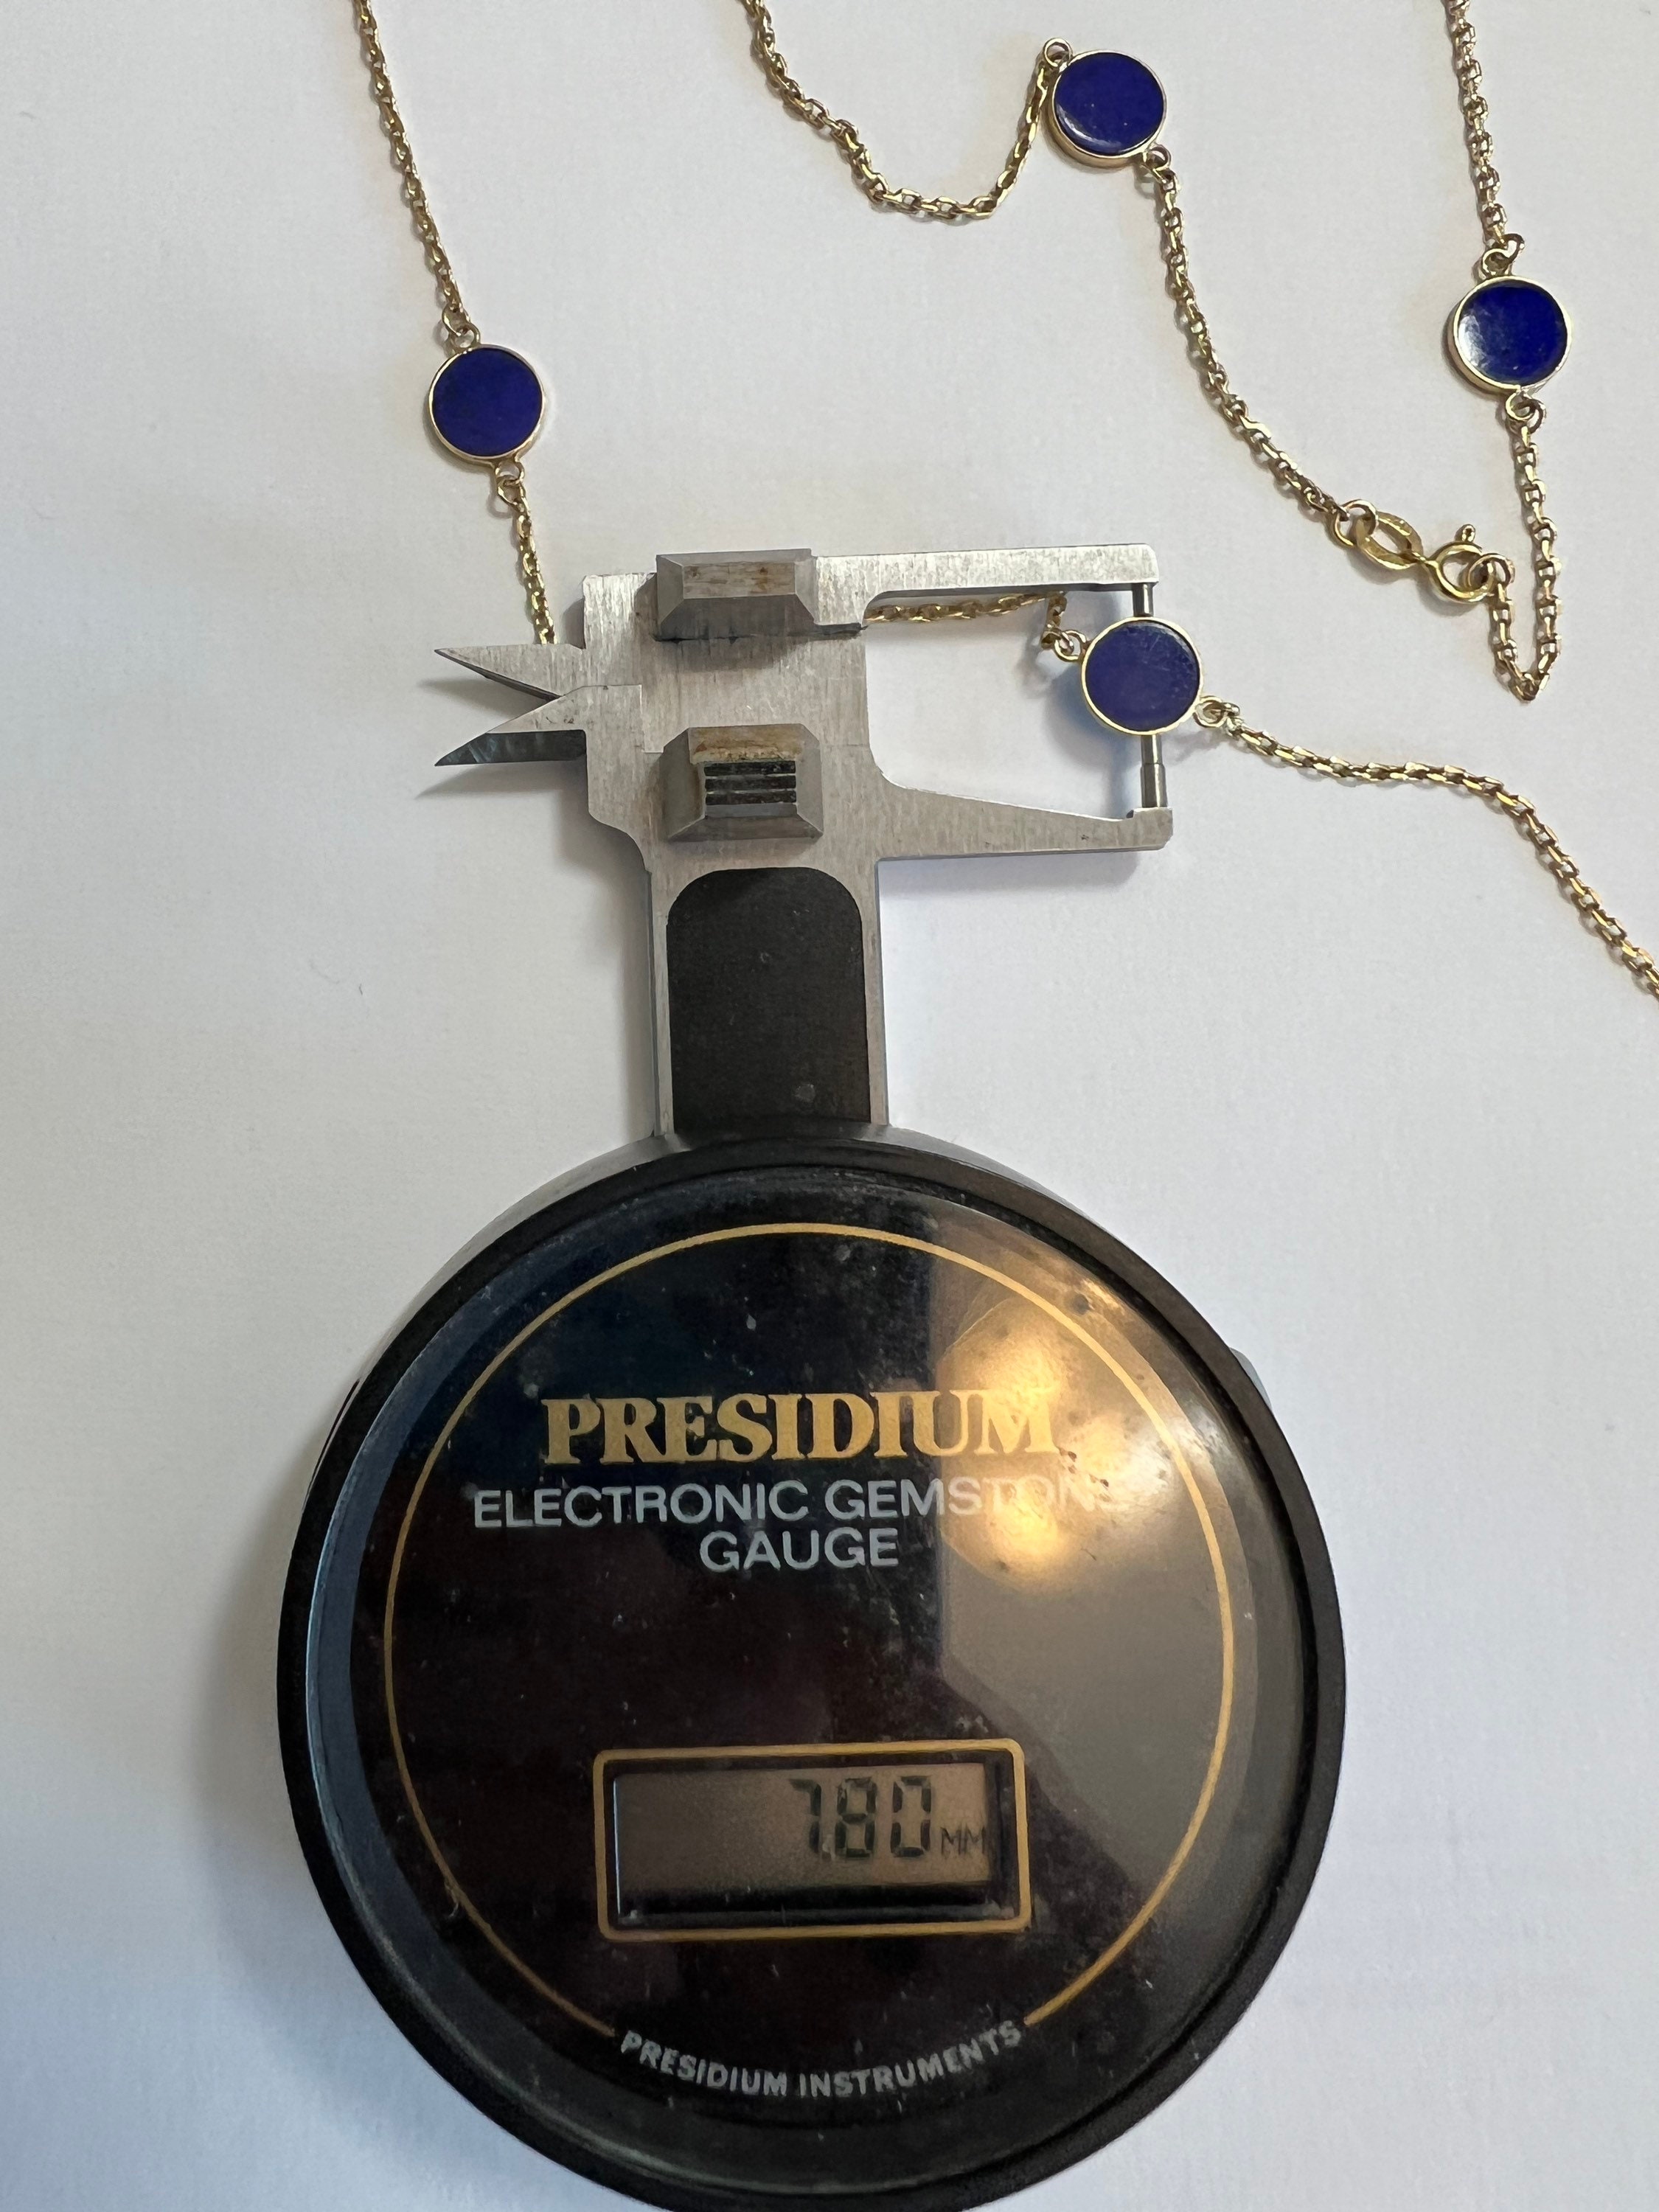 PRESIDIUM
ELECTRONIC GEMSTONE
GAUGE
7.80 MM
PRESIDIUM INSTRUMENTS